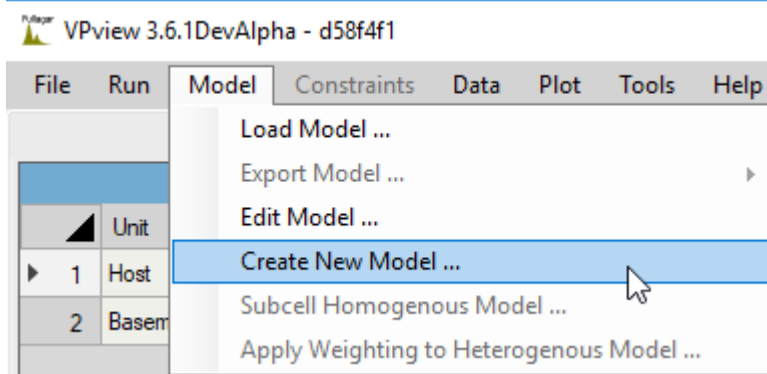 VPview 3.6.1DevAlpha - d58f4f1
File Run Model Constraints Data Plot Tools Help
Load Model ...
Export Model ...
Unit Edit Model ...
1 Host Create New Model ...
Subcell Homogenous Model ...
2 Basem
Apply Weighting to Heterogenous Model ...